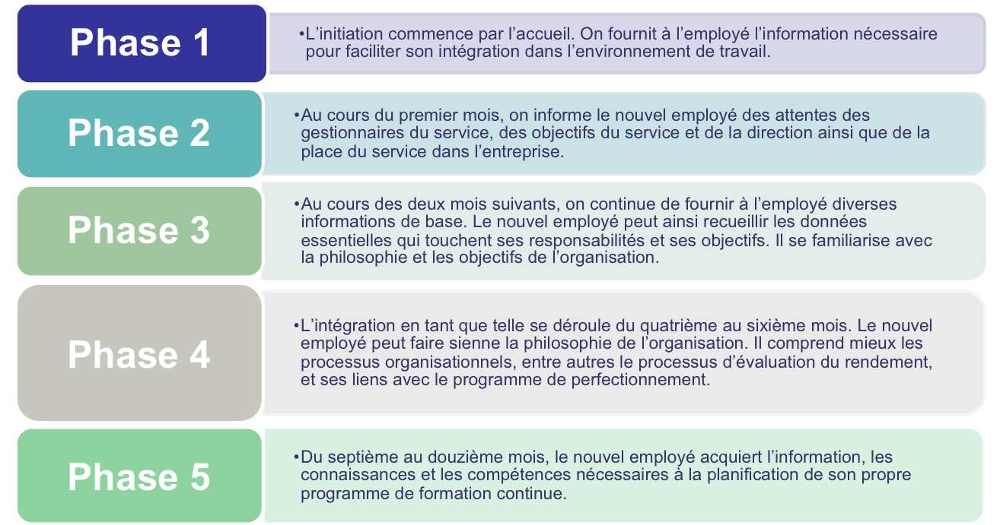 Phase 1
•L’initiation commence par l’accueil. On fournit à l’employé l’information nécessaire
pour faciliter son intégration dans l’environnement de travail.
Phase 2
•Au cours du premier mois, on informe le nouvel employé des attentes des
gestionnaires du service, des objectifs du service et de la direction ainsi que de la
place du service dans l’entreprise.
Phase 3
•Au cours des deux mois suivants, on continue de fournir à l’employé diverses
informations de base. Le nouvel employé peut ainsi recueillir les données
essentielles qui touchent ses responsabilités et ses objectifs. Il se familiarise avec
la philosophie et les objectifs de l’organisation.
Phase 4
•L’intégration en tant que telle se déroule du quatrième au sixième mois. Le nouvel
employé peut faire sienne la philosophie de l’organisation. Il comprend mieux les
processus organisationnels, entre autres le processus d’évaluation du rendement,
et ses liens avec le programme de perfectionnement.
Phase 5
•Du septième au douzième mois, le nouvel employé acquiert l’information, les
connaissances et les compétences nécessaires à la planification de son propre
programme de formation continue.